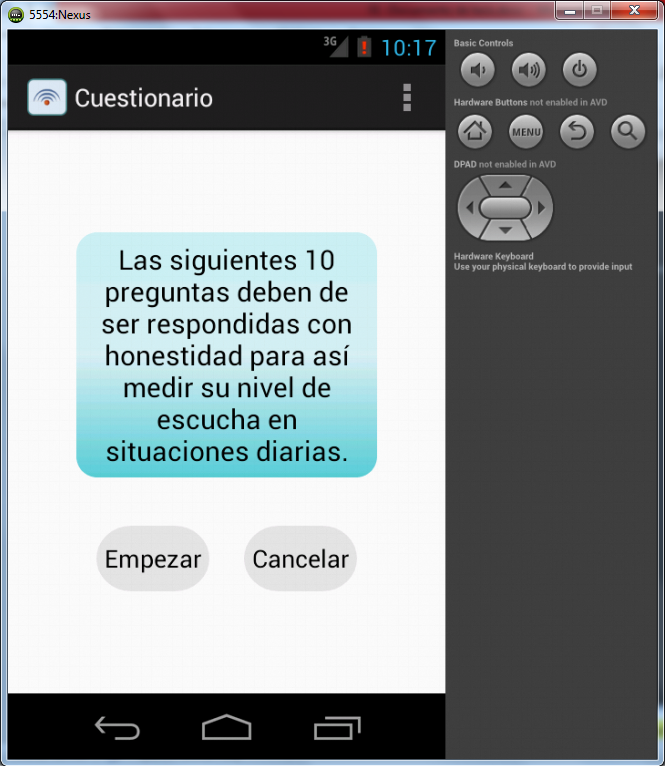 5554:Nexus
3G 10:17
Cuestionario
Las siguientes 10
preguntas deben de
ser respondidas con
honestidad para así
medir su nivel de
escucha en
situaciones diarias.
Empezar Cancelar
Basic Controls
Hardware Buttons not enabled in AVD
MENU
DPAD not enabled in AVD
Hardware Keyboard
Use your physical keyboard to provide input